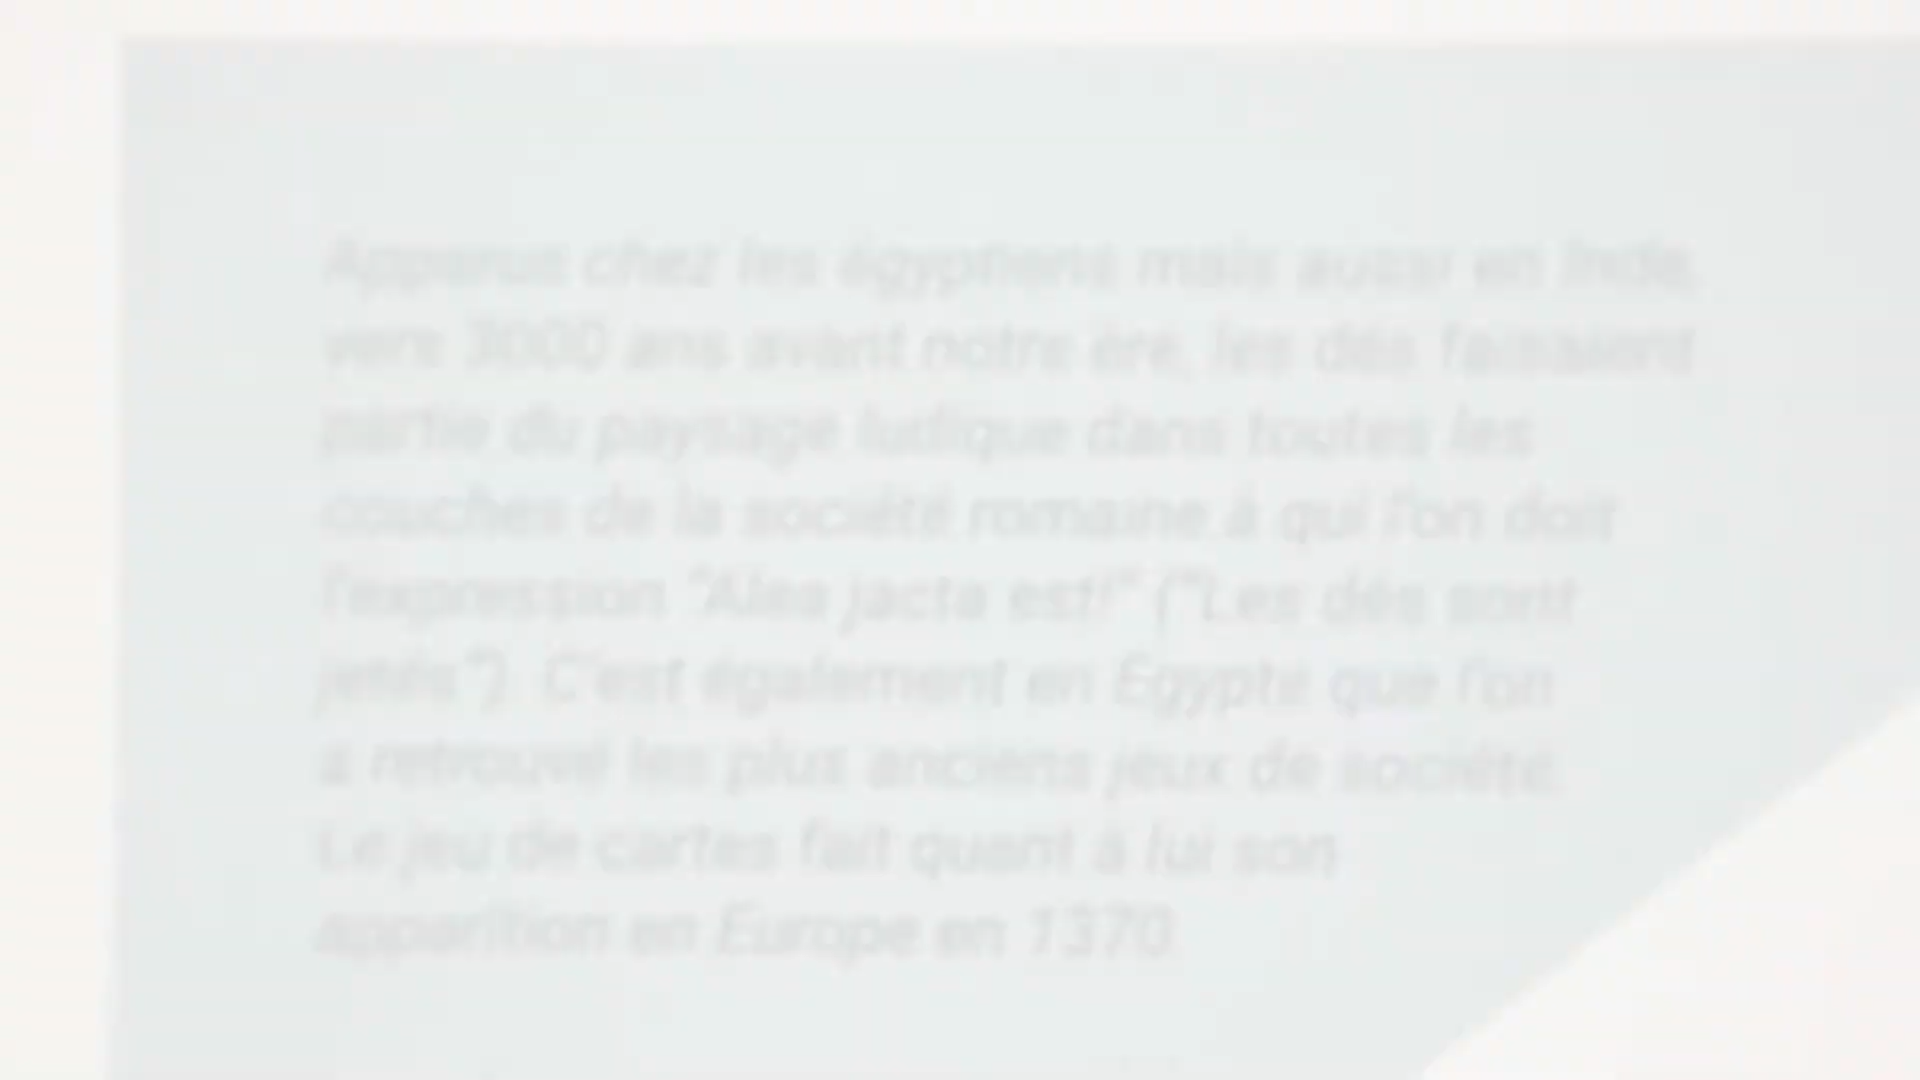 Apparus chez les égyptiens mais aussi en Inde,
vers 3000 ans avant notre ère, les dés faisaient
partie du paysage ludique dans toutes les
couches de la société romaine à qui l'on doit
l'expression "Alea jacta est!" ("Les dés sont
jetés"). C'est également en Egypte que l'on
a retrouvé les plus anciens jeux de société.
Le jeu de cartes fait quant à lui son
apparition en Europe en 1370.